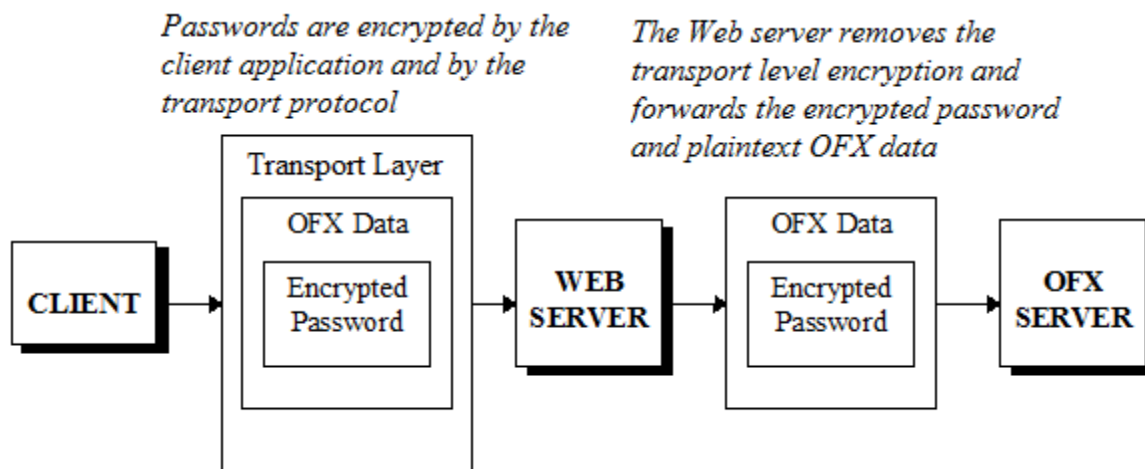 Passwords are encrypted by the
client application and by the
transport protocol
The Web server removes the
transport level encryption and
forwards the encrypted password
and plaintext OFX data
Transport Layer
OFX Data
Encrypted
Password
CLIENT
WEB
SERVER
OFX Data
Encrypted
Password
OFX
SERVER